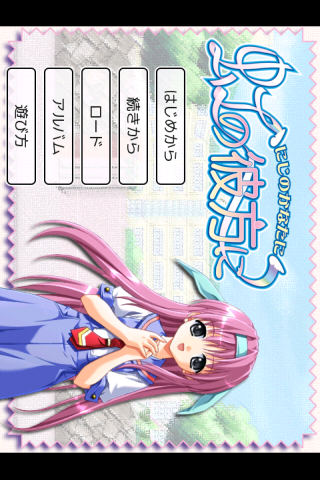 にじのかなたに
虹の彼方に
はじめから
続きから
ロード
アルバム
遊び方